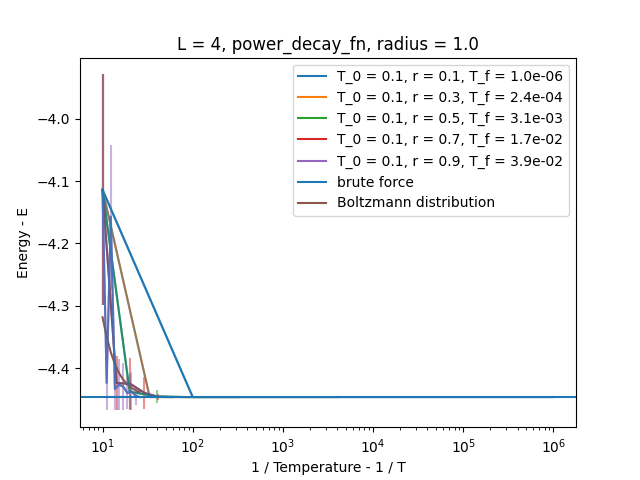 L = 4, power_decay_fn, radius = 1.0
T_0 = 0.1, r = 0.1, T_f = 1.0e-06
T_0 = 0.1, r = 0.3, T_f = 2.4e-04
T_0 = 0.1, r = 0.5, T_f = 3.1e-03
T_0 = 0.1, r = 0.7, T_f = 1.7e-02
T_0 = 0.1, r = 0.9, T_f = 3.9e-02
brute force
Boltzmann distribution
Energy - E
−4.0
−4.1
−4.2
−4.3
−4.4
10¹ 10² 10³ 10⁴ 10⁵ 10⁶
1 / Temperature - 1 / T